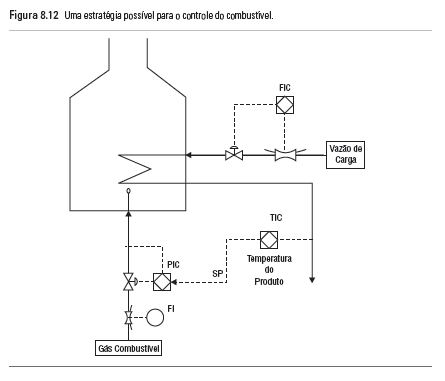 Figura 8.12 Uma estratégia possível para o controle do combustível.
FIC
Vazão de
Carga
TIC
Temperatura
do
Produto
PIC
SP
FI
Gás Combustível